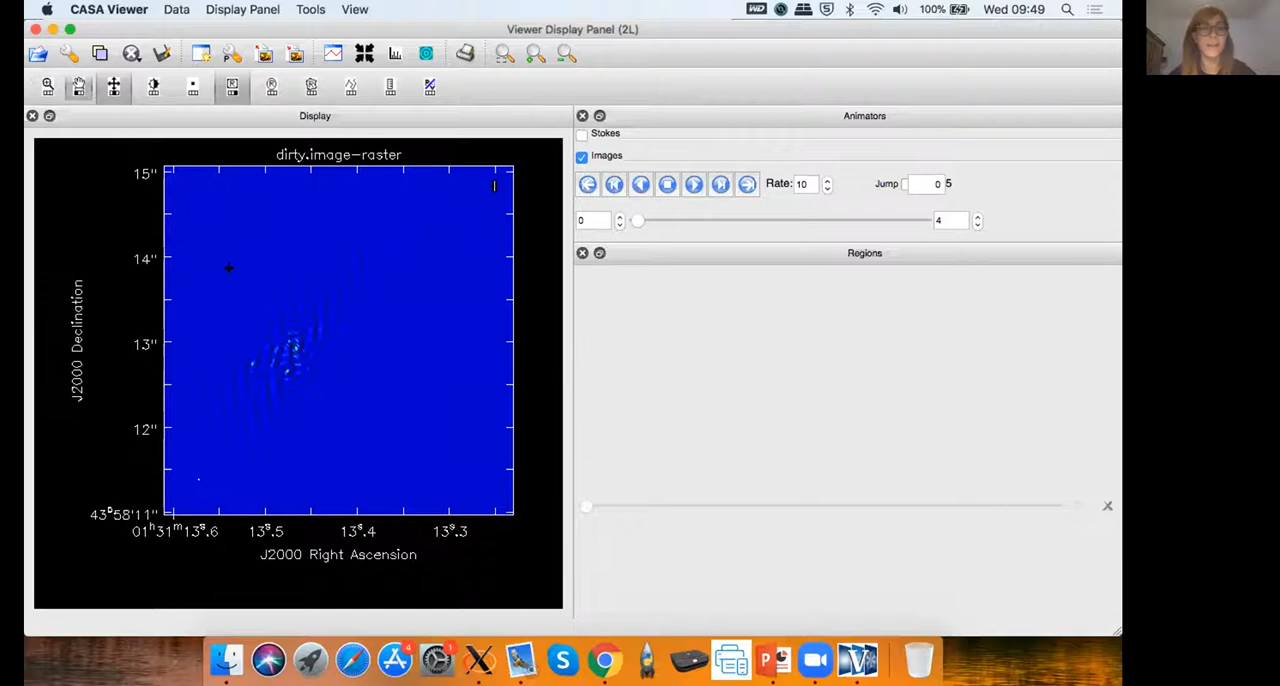 CASA Viewer Data Display Panel Tools View 100% Wed 09:49
Viewer Display Panel (2L)
Display
Animators
dirty.image-raster
Stokes
Images
Rate: 10 Jump 0 5
0 4
Regions
15"
14"
13"
12"
43°58'11"
I
J2000 Declination
01ʰ31ᵐ13ˢ.6 13ˢ.5 13ˢ.4 13ˢ.3
J2000 Right Ascension